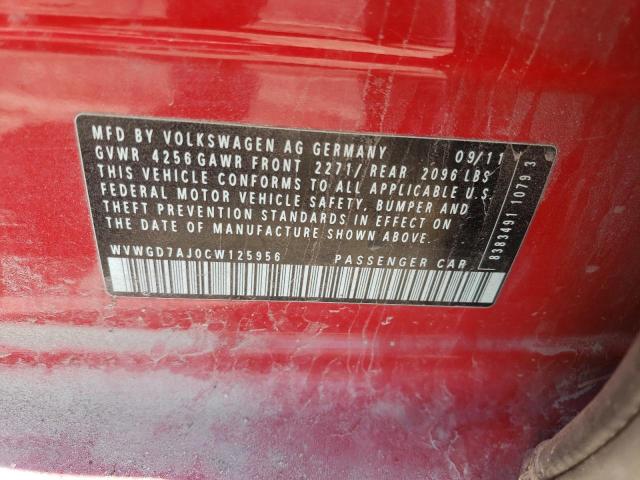 MFD BY VOLKSWAGEN AG GERMANY 09/11
GVWR 4256 GAWR FRONT 2271/ REAR 2096 LBS
THIS VEHICLE CONFORMS TO ALL APPLICABLE U.S.
FEDERAL MOTOR VEHICLE SAFETY, BUMPER AND
THEFT PREVENTION STANDARDS IN EFFECT ON
THE DATE OF MANUFACTURE SHOWN ABOVE.
WVWGD7AJ0CW125956 PASSENGER CAR
8383491 1079 3